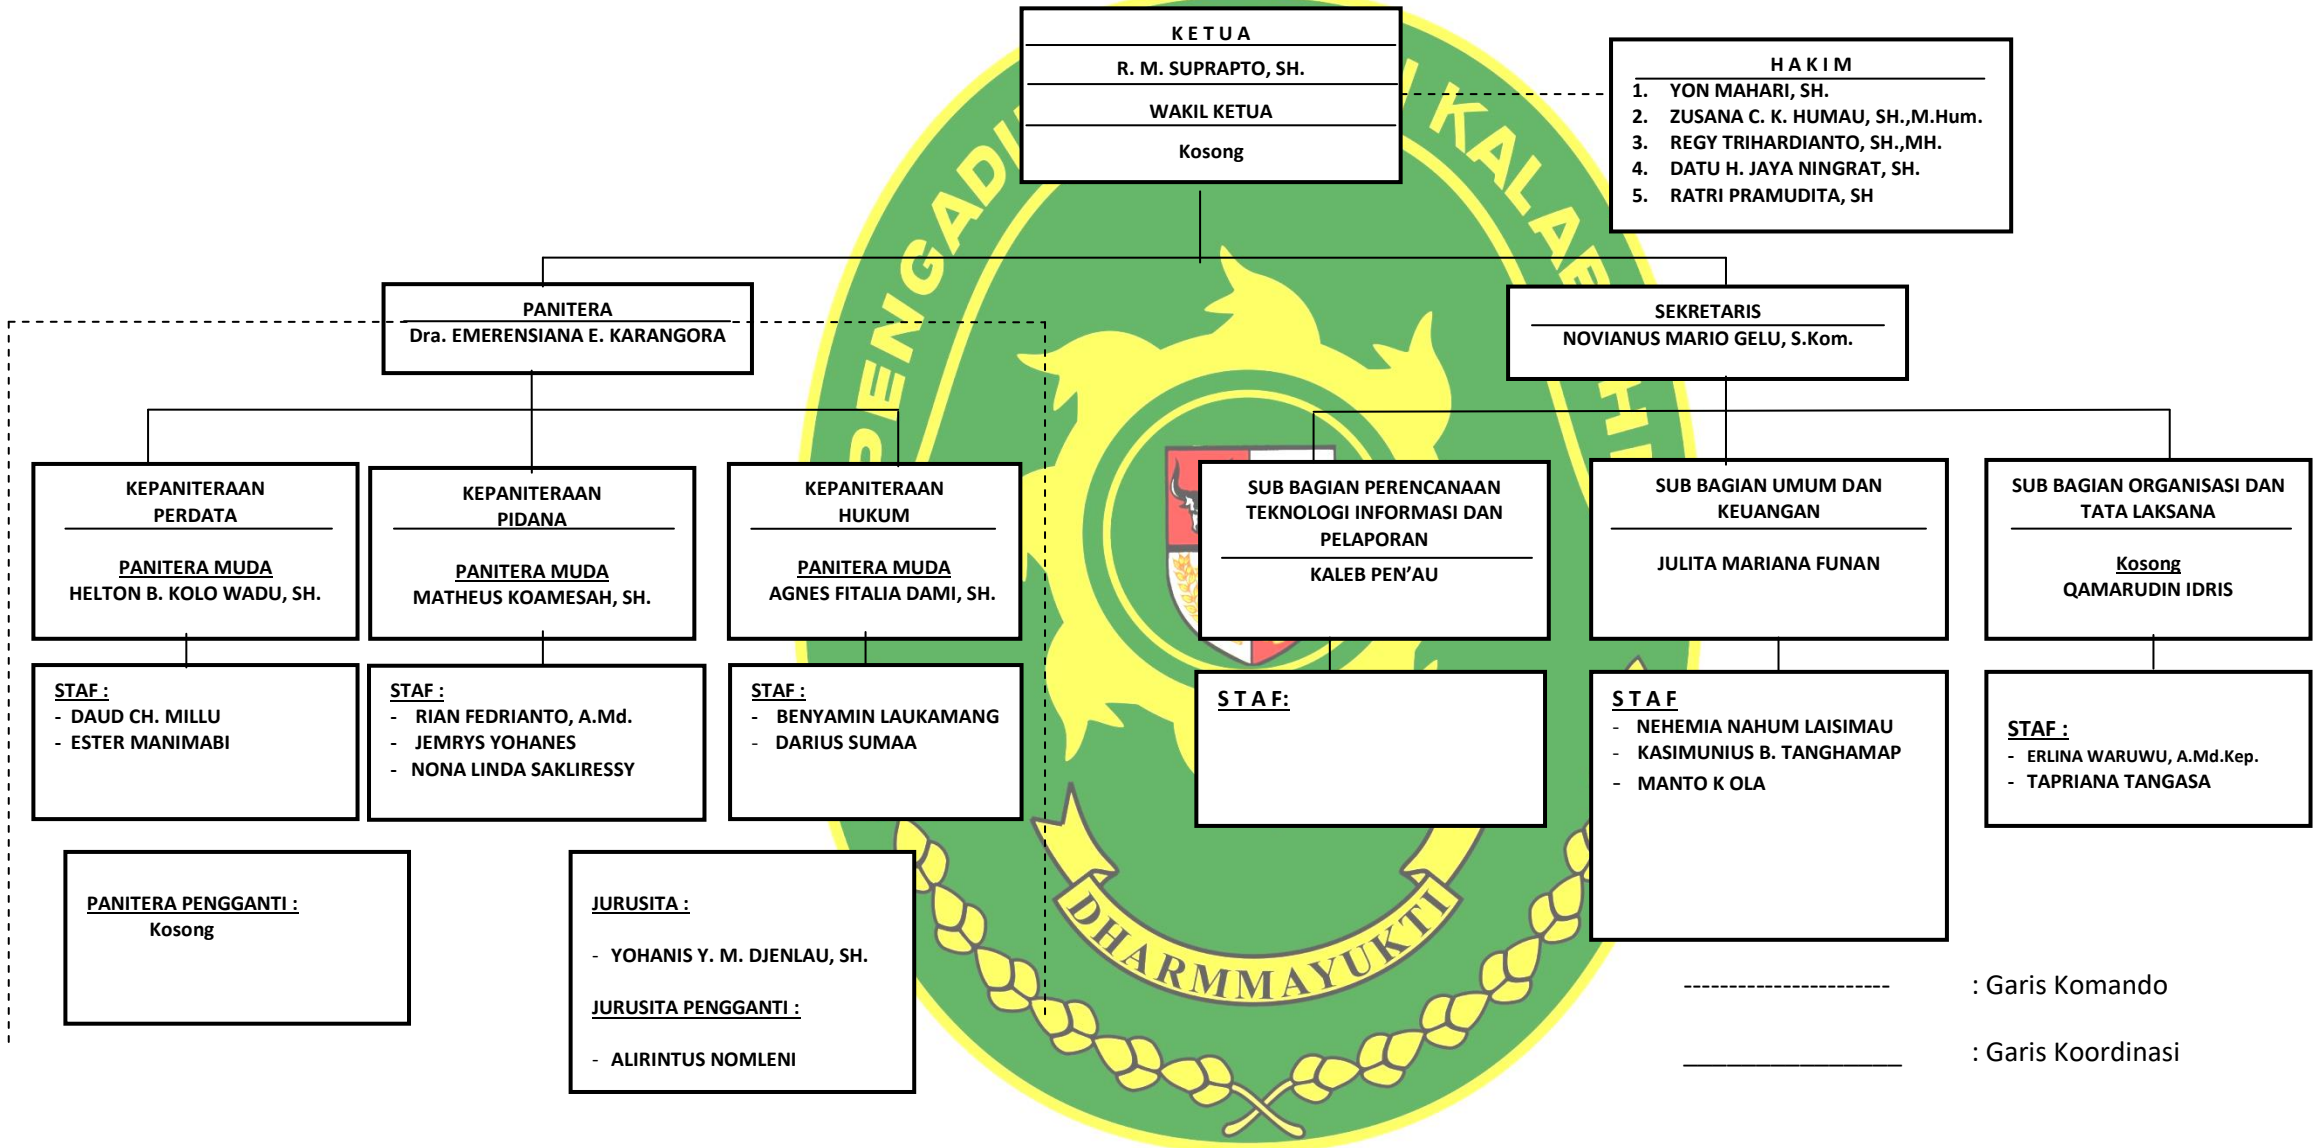 K E T U A
R. M. SUPRAPTO, SH.
WAKIL KETUA
Kosong
H A K I M
1. YON MAHARI, SH.
2. ZUSANA C. K. HUMAU, SH.,M.Hum.
3. REGY TRIHARDIANTO, SH.,MH.
4. DATU H. JAYA NINGRAT, SH.
5. RATRI PRAMUDITA, SH
PANITERA
Dra. EMERENSIANA E. KARANGORA
SEKRETARIS
NOVIANUS MARIO GELU, S.Kom.
KEPANITERAAN
PERDATA
PANITERA MUDA
HELTON B. KOLO WADU, SH.
KEPANITERAAN
PIDANA
PANITERA MUDA
MATHEUS KOAMESAH, SH.
KEPANITERAAN
HUKUM
PANITERA MUDA
AGNES FITALIA DAMI, SH.
SUB BAGIAN PERENCANAAN
TEKNOLOGI INFORMASI DAN
PELAPORAN
KALEB PEN’AU
SUB BAGIAN UMUM DAN
KEUANGAN
JULITA MARIANA FUNAN
SUB BAGIAN ORGANISASI DAN
TATA LAKSANA
Kosong
QAMARUDIN IDRIS
STAF :
- DAUD CH. MILLU
- ESTER MANIMABI
STAF :
- RIAN FEDRIANTO, A.Md.
- JEMRYS YOHANES
- NONA LINDA SAKLIRESSY
STAF :
- BENYAMIN LAUKAMANG
- DARIUS SUMAA
S T A F:
S T A F
- NEHEMIA NAHUM LAISIMAU
- KASIMUNIUS B. TANGHAMAP
- MANTO K OLA
STAF :
- ERLINA WARUWU, A.Md.Kep.
- TAPRIANA TANGASA
PANITERA PENGGANTI :
Kosong
JURUSITA :
- YOHANIS Y. M. DJENLAU, SH.
JURUSITA PENGGANTI :
- ALIRINTUS NOMLENI
DHARMMAYUKTI
: Garis Komando
: Garis Koordinasi